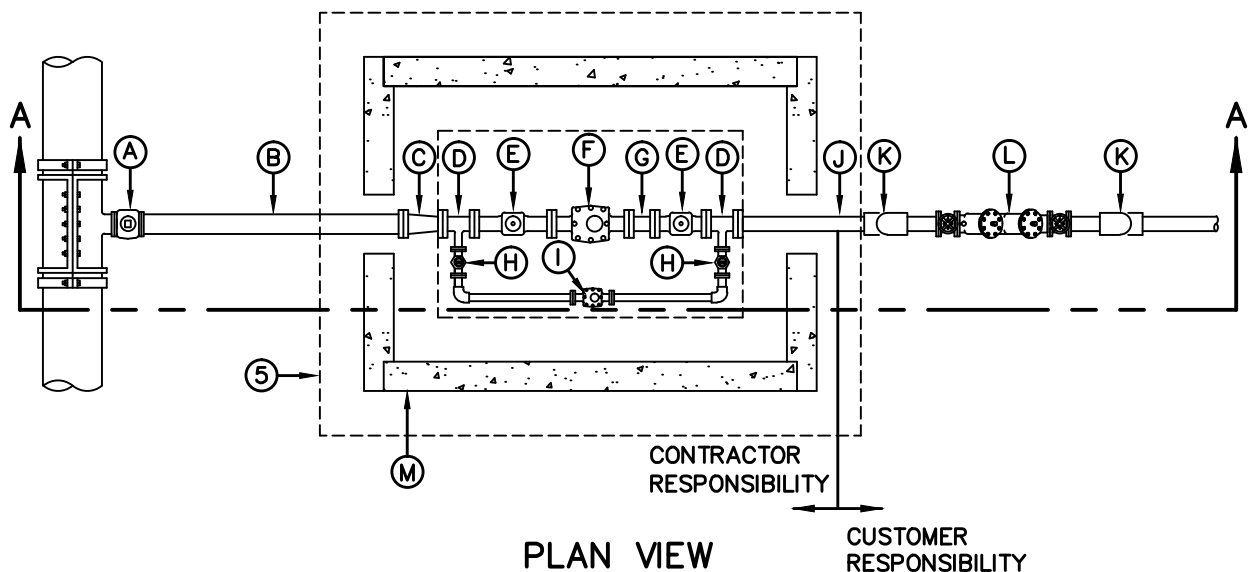 A A
A B C D E F G E D J K L K
H I H
5
M
CONTRACTOR
RESPONSIBILITY
CUSTOMER
RESPONSIBILITY
PLAN VIEW